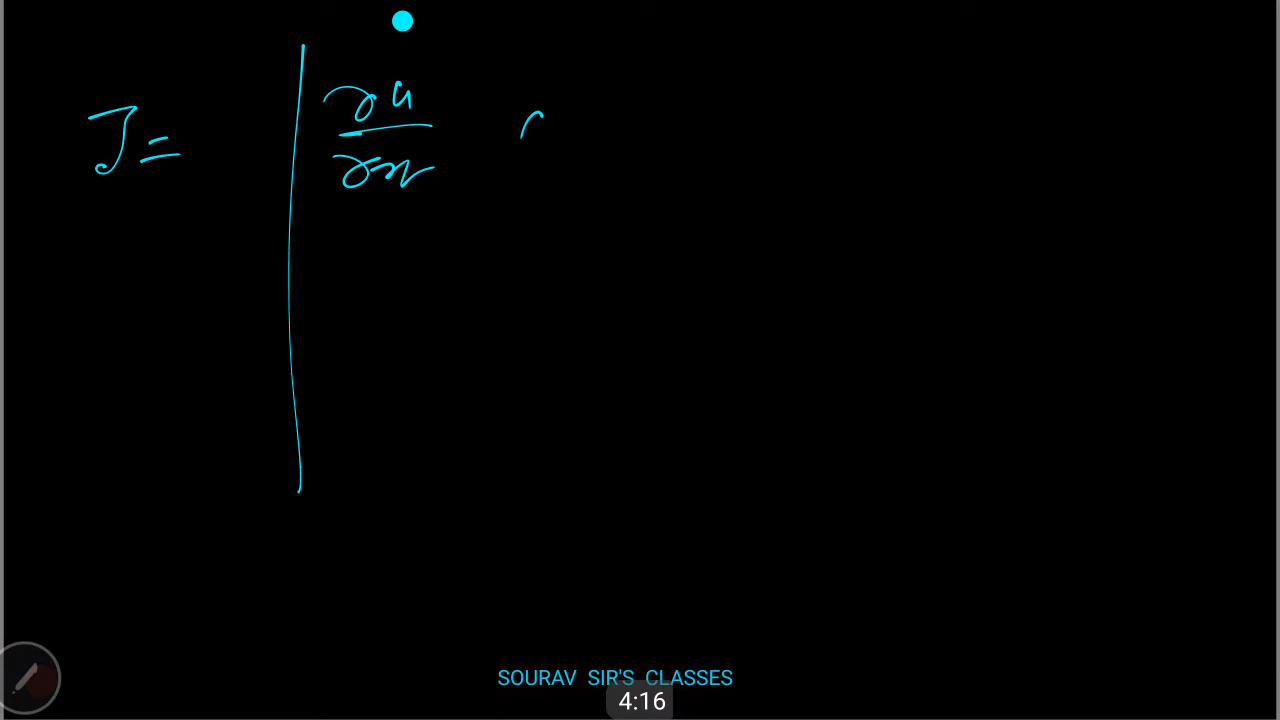 J = | ∂u
∂x
SOURAV SIR'S CLASSES
4:16